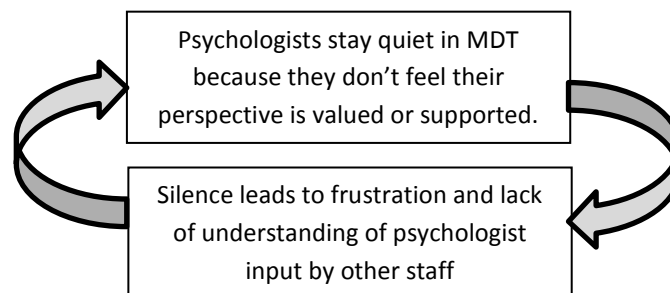 Psychologists stay quiet in MDT
because they don’t feel their
perspective is valued or supported.
Silence leads to frustration and lack
of understanding of psychologist
input by other staff